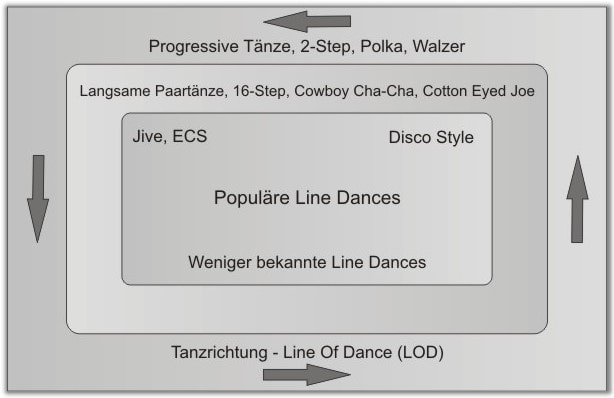 Progressive Tänze, 2-Step, Polka, Walzer
Langsame Paartänze, 16-Step, Cowboy Cha-Cha, Cotton Eyed Joe
Jive, ECS
Disco Style
Populäre Line Dances
Weniger bekannte Line Dances
Tanzrichtung - Line Of Dance (LOD)